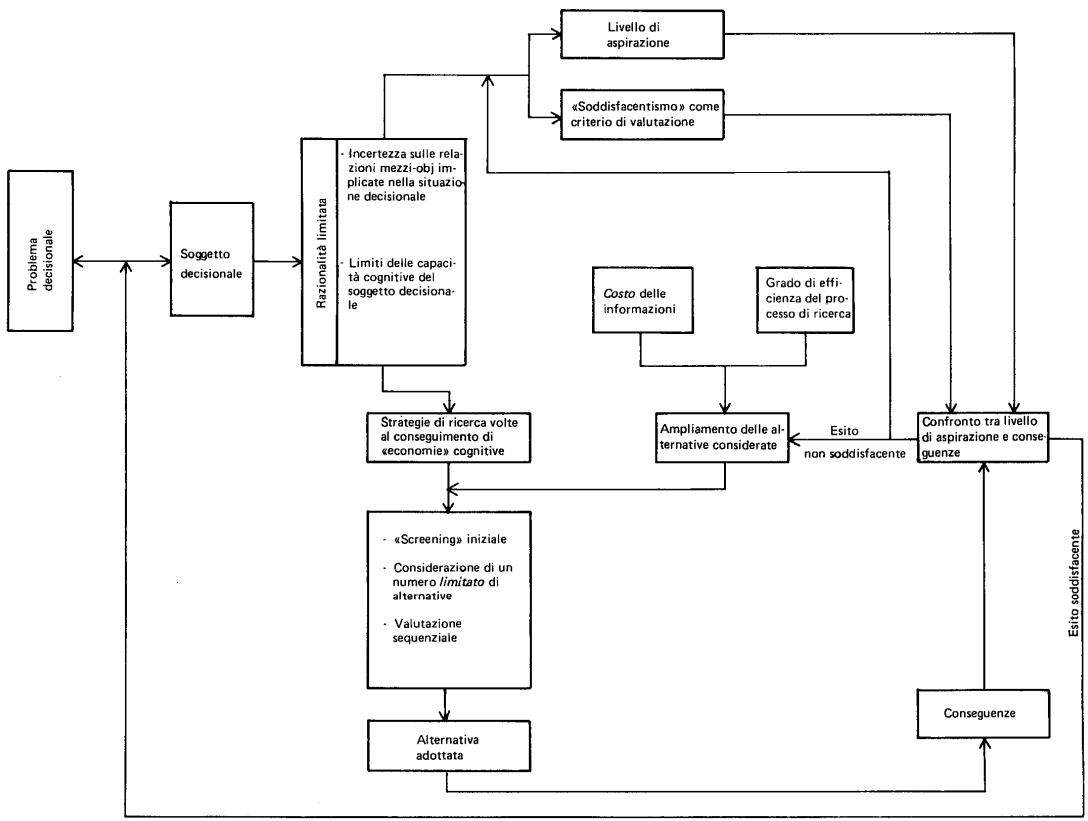 Livello di
aspirazione
«Soddisfacentismo» come
criterio di valutazione
Problema
decisionale
Soggetto
decisionale
Razionalità limitata
- Incertezza sulle rela-
zioni mezzi-obj im-
plicate nella situazio-
ne decisionale
- Limiti delle capaci-
tà cognitive del
soggetto decisiona-
le
Costo delle
informazioni
Grado di effi-
cienza del pro-
cesso di ricerca
Strategie di ricerca volte
al conseguimento di
«economie» cognitive
Ampliamento delle al-
ternative considerate
Esito
non soddisfacente
Confronto tra livello
di aspirazione e conse-
guenze
- «Screening» iniziale
- Considerazione di un
numero limitato di
alternative
- Valutazione
sequenziale
Esito soddisfacente
Conseguenze
Alternativa
adottata